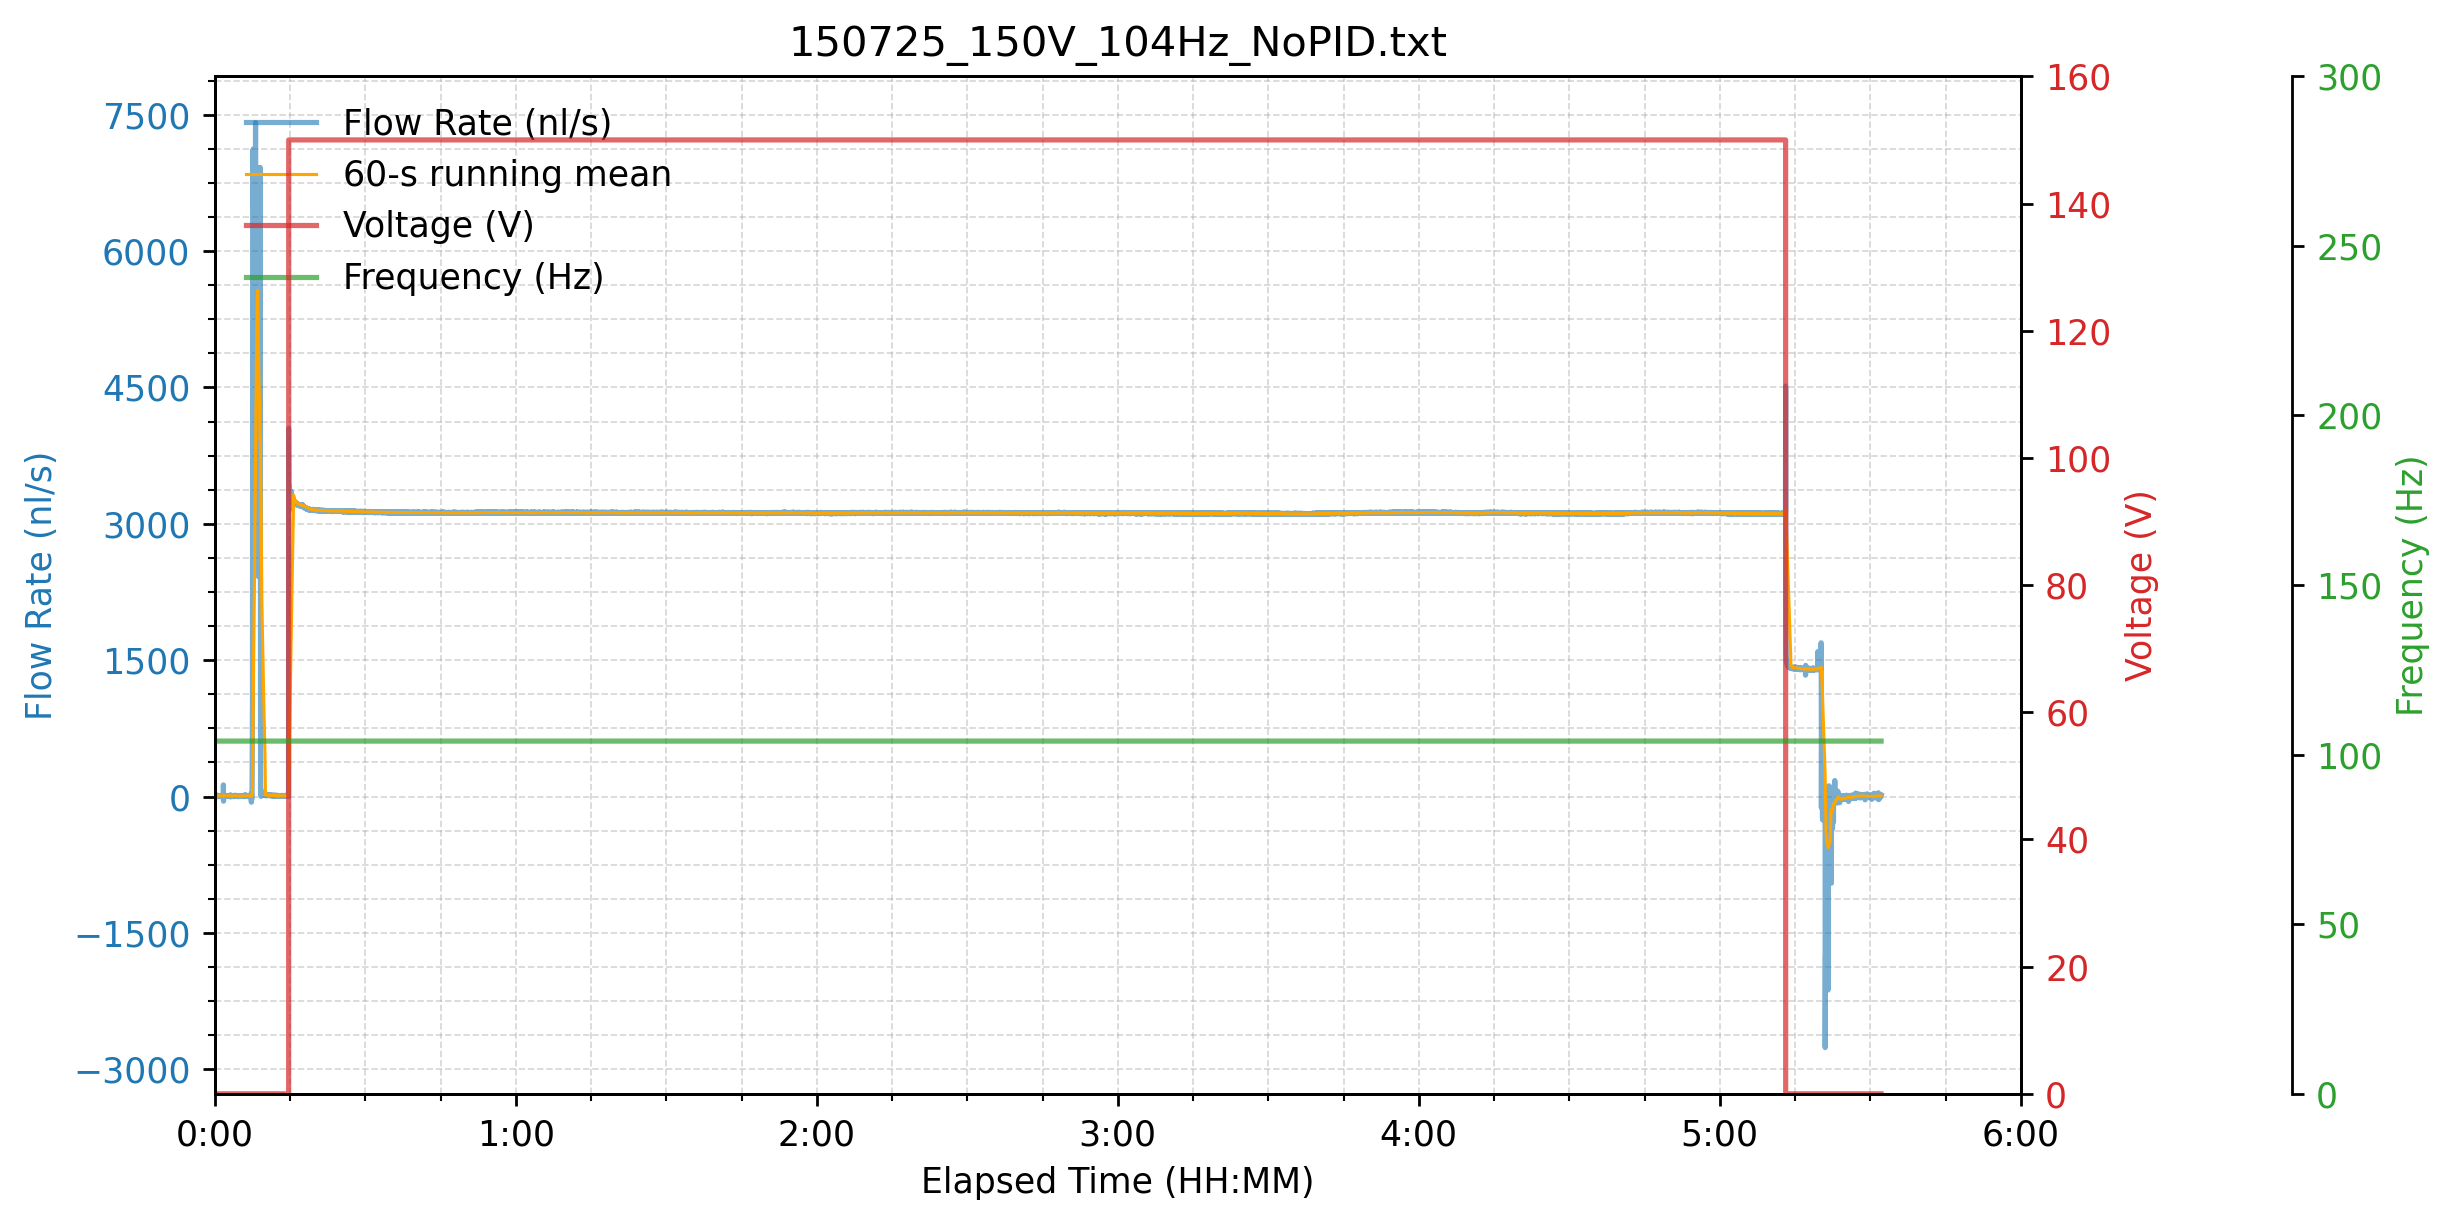 150725_150V_104Hz_NoPID.txt
Flow Rate (nl/s)
60-s running mean
Voltage (V)
Frequency (Hz)
7500
6000
4500
3000
1500
0
−1500
−3000
Flow Rate (nl/s)
160
140
120
100
80
60
40
20
0
Voltage (V)
300
250
200
150
100
50
0
Frequency (Hz)
0:00 1:00 2:00 3:00 4:00 5:00 6:00
Elapsed Time (HH:MM)